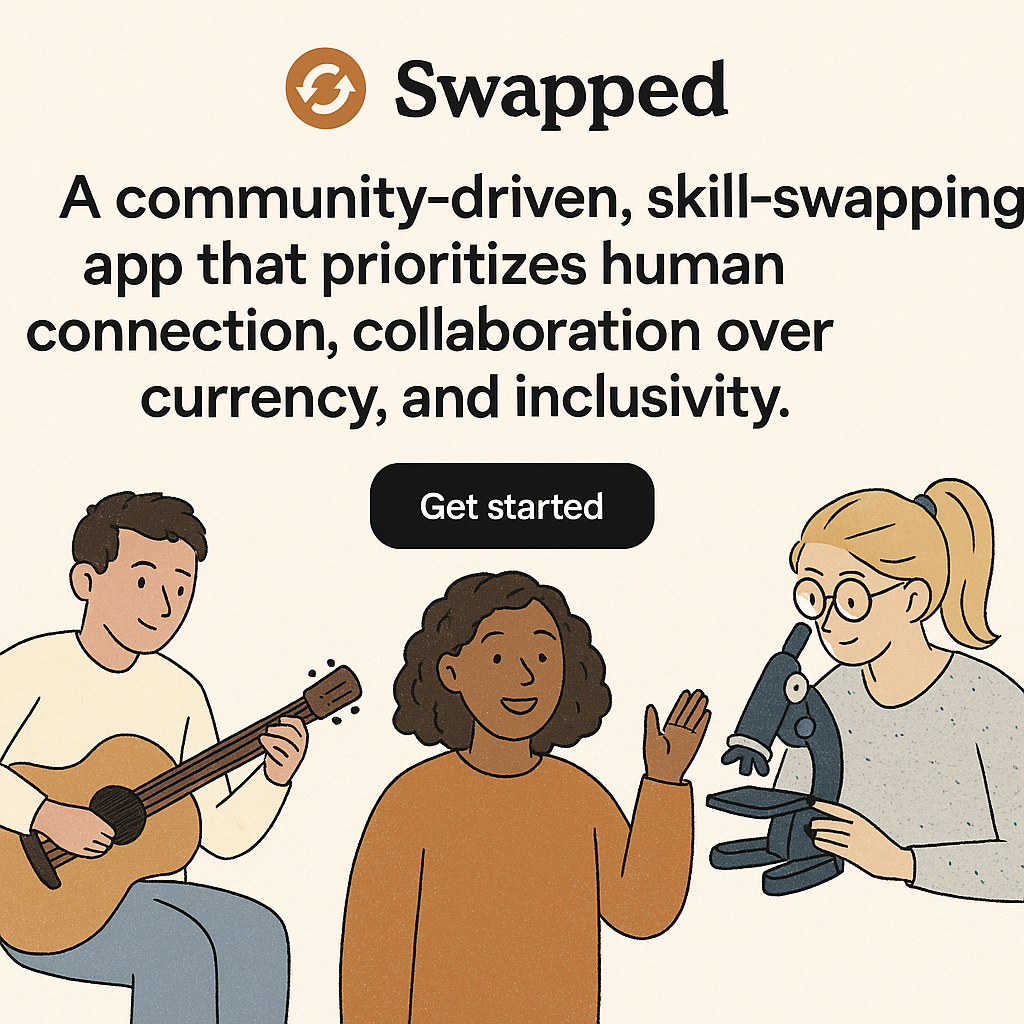 Swapped
A community-driven, skill-swapping
app that prioritizes human
connection, collaboration over
currency, and inclusivity.
Get started